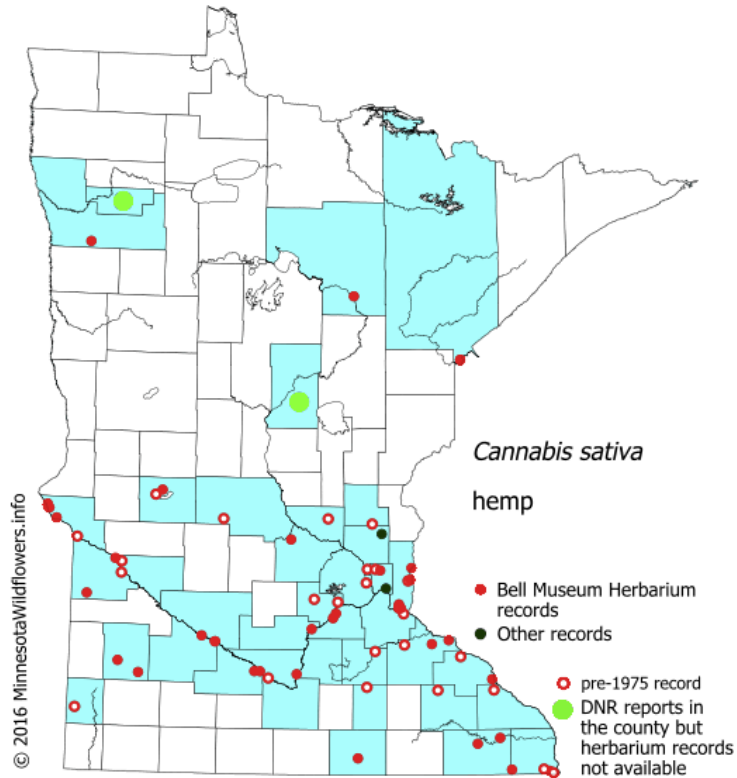 Cannabis sativa
hemp
Bell Museum Herbarium
records
Other records
pre-1975 record
DNR reports in
the county but
herbarium records
not available
© 2016 MinnesotaWildflowers.info